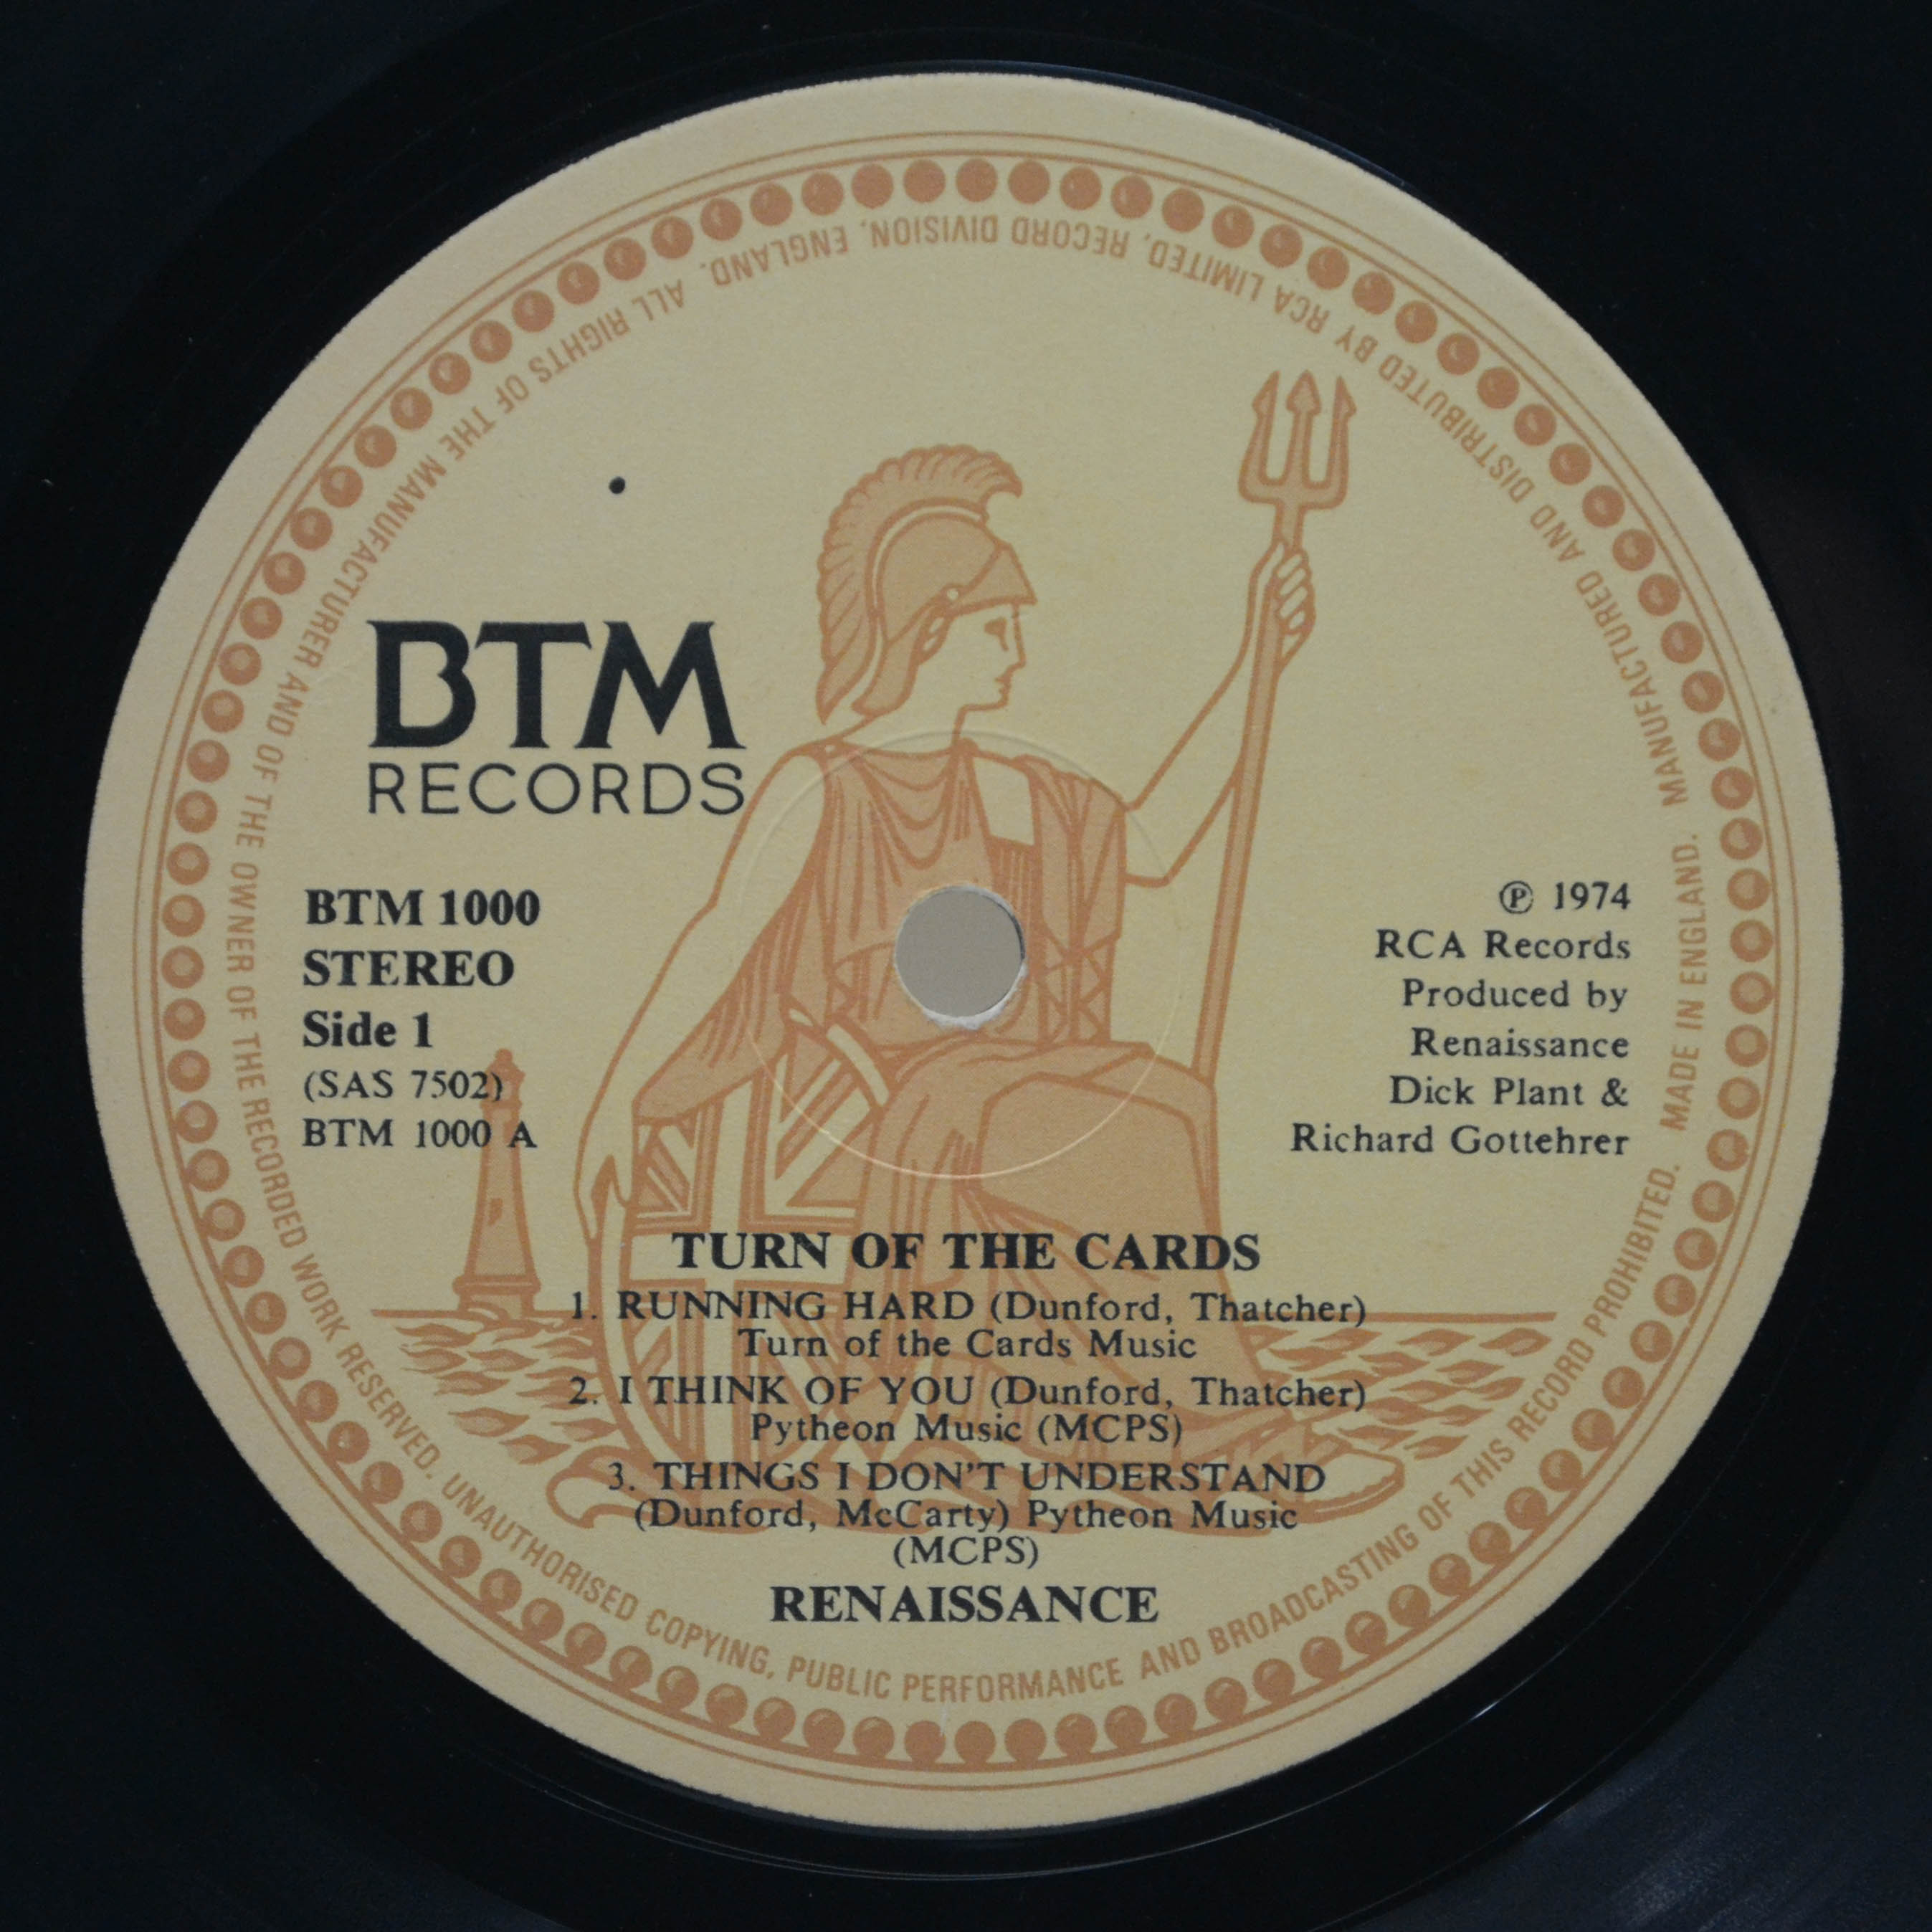 BTM
RECORDS
BTM 1000
STEREO
Side 1
(SAS 7502)
BTM 1000 A
℗ 1974
RCA Records
Produced by
Renaissance
Dick Plant &
Richard Gottehrer
TURN OF THE CARDS
1. RUNNING HARD (Dunford, Thatcher)
Turn of the Cards Music
2. I THINK OF YOU (Dunford, Thatcher)
Pytheon Music (MCPS)
3. THINGS I DON'T UNDERSTAND
(Dunford, McCarty) Pytheon Music
(MCPS)
RENAISSANCE
MANUFACTURED AND DISTRIBUTED BY RCA LIMITED, RECORD DIVISION, ENGLAND. ALL RIGHTS OF THE MANUFACTURER AND OF THE OWNER OF THE RECORDED WORK RESERVED. UNAUTHORISED COPYING, PUBLIC PERFORMANCE AND BROADCASTING OF THIS RECORD PROHIBITED. MADE IN ENGLAND.